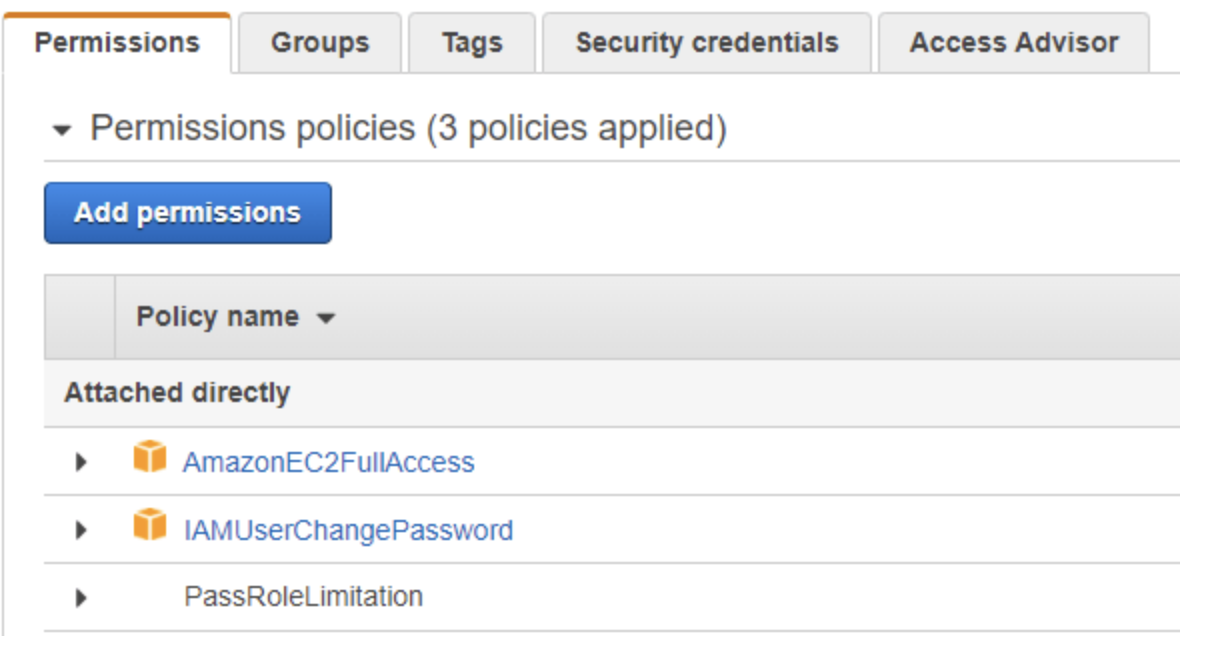 Permissions Groups Tags Security credentials Access Advisor
Permissions policies (3 policies applied)
Add permissions
Policy name
Attached directly
AmazonEC2FullAccess
IAMUserChangePassword
PassRoleLimitation